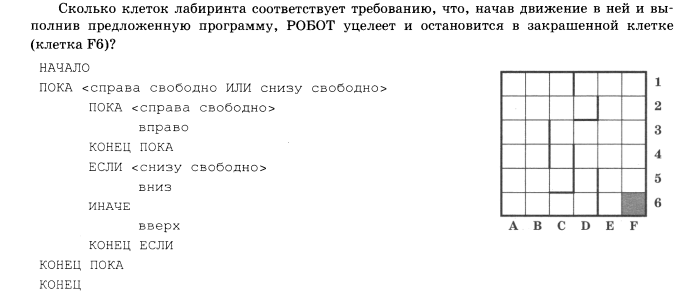 Сколько клеток лабиринта соответствует требованию, что, начав движение в ней и вы-
полнив предложенную программу, РОБОТ уцелеет и остановится в закрашенной клетке
(клетка F6)?
НАЧАЛО
ПОКА <справа свободно ИЛИ снизу свободно>
ПОКА <справа свободно>
вправо
КОНЕЦ ПОКА
ЕСЛИ <снизу свободно>
вниз
ИНАЧЕ
вверх
КОНЕЦ ЕСЛИ
КОНЕЦ ПОКА
КОНЕЦ
1
2
3
4
5
6
A B C D E F